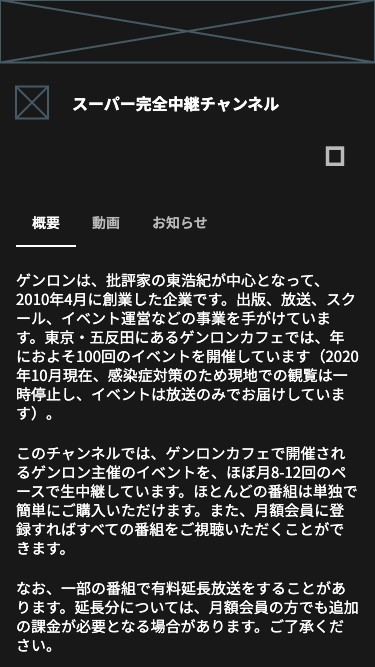 スーパー完全中継チャンネル
概要 動画 お知らせ
ゲンロンは、批評家の東浩紀が中心となって、
2010年4月に創業した企業です。出版、放送、スク
ール、イベント運営などの事業を手がけていま
す。東京・五反田にあるゲンロンカフェでは、年
におよそ100回のイベントを開催しています（2020
年10月現在、感染症対策のため現地での観覧は一
時停止し、イベントは放送のみでお届けしていま
す）。
このチャンネルでは、ゲンロンカフェで開催され
るゲンロン主催のイベントを、ほぼ月8-12回のペ
ースで生中継しています。ほとんどの番組は単独で
簡単にご購入いただけます。また、月額会員に登
録すればすべての番組をご視聴いただくことがで
きます。
なお、一部の番組で有料延長放送をすることがあ
ります。延長分については、月額会員の方でも追加
の課金が必要となる場合があります。ご了承くだ
さい。